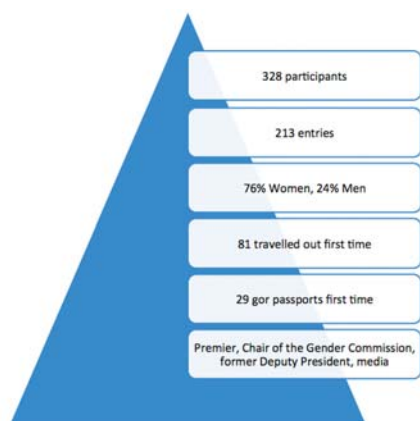 328 participants
213 entries
76% Women, 24% Men
81 travelled out first time
29 gor passports first time
Premier, Chair of the Gender Commission,
former Deputy President, media